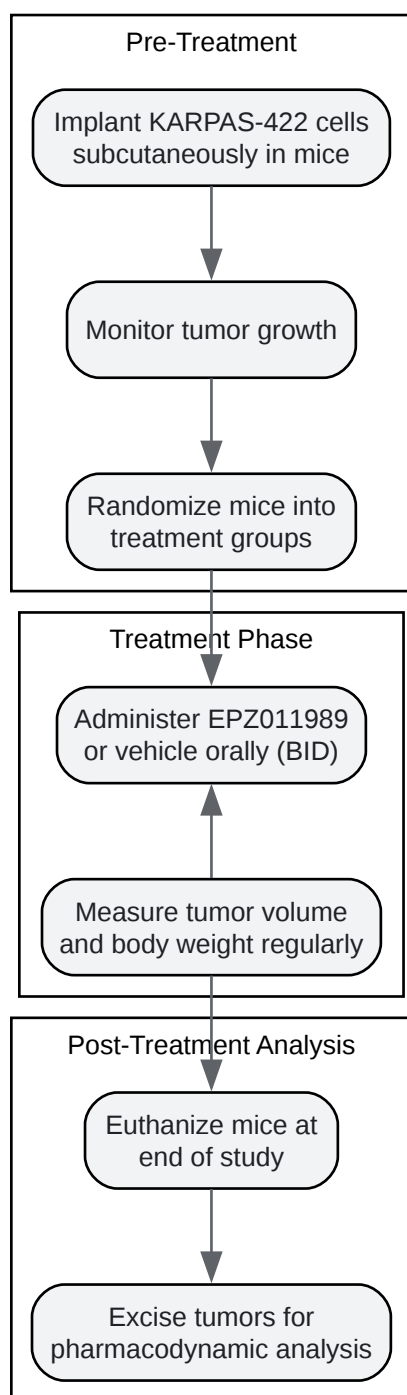 Pre-Treatment
Implant KARPAS-422 cells
subcutaneously in mice
Monitor tumor growth
Randomize mice into
treatment groups
Treatment Phase
Administer EPZ011989
or vehicle orally (BID)
Measure tumor volume
and body weight regularly
Post-Treatment Analysis
Euthanize mice at
end of study
Excise tumors for
pharmacodynamic analysis